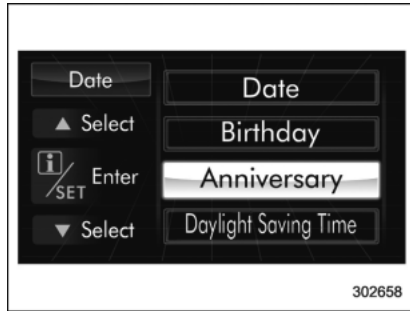 Date
▲ Select
i/SET Enter
▼ Select
Date
Birthday
Anniversary
Daylight Saving Time
302658